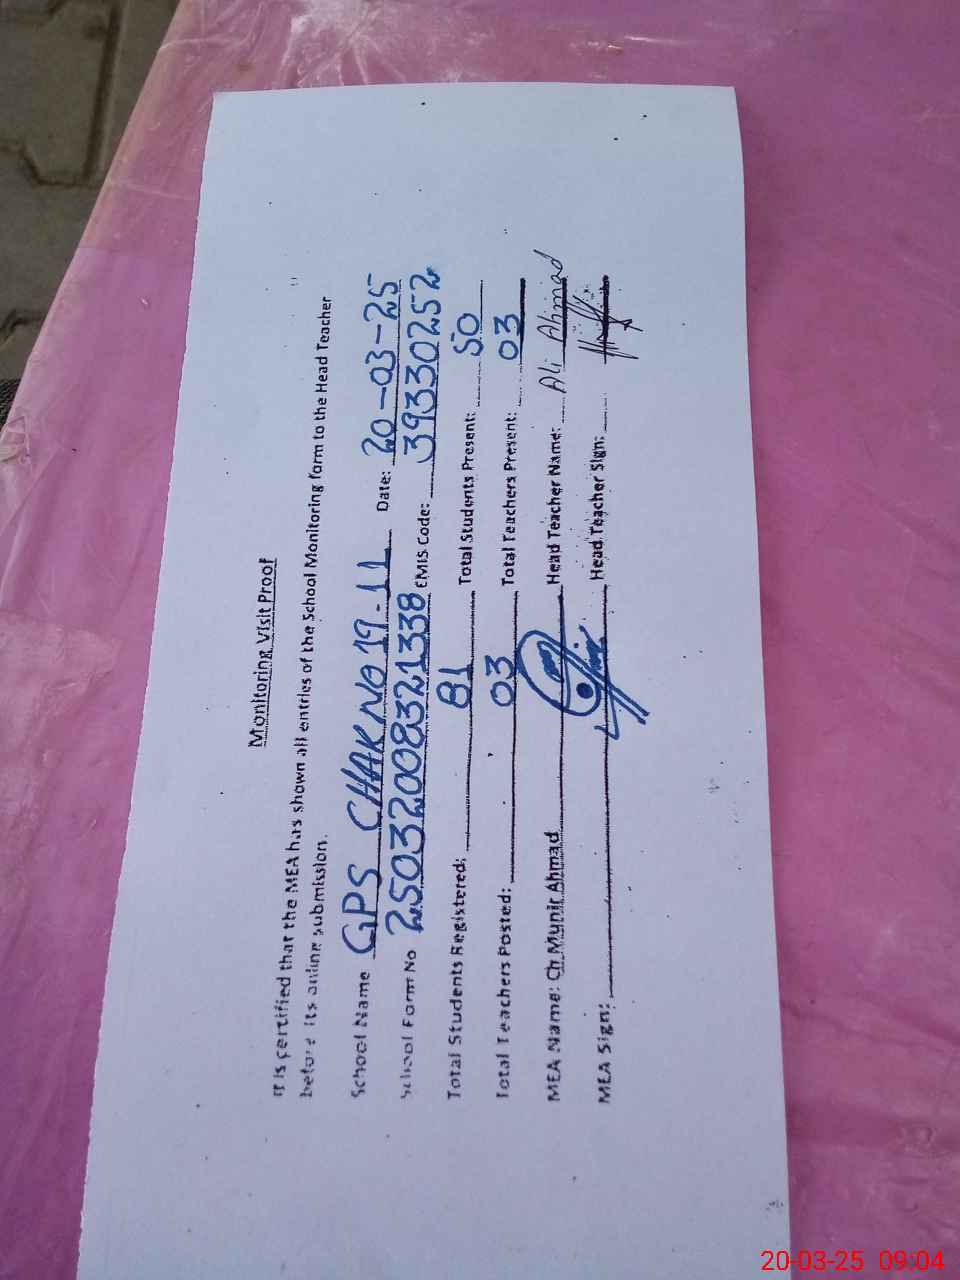 Monitoring Visit Proof
It is certified that the MEA has shown all entries of the School Monitoring form to the Head Teacher
before its online submission.
School Name GPS CHAK NO 19-11 Date: 20-03-25
School Form No 25032008321338 EMIS Code: 39330252
Total Students Registered: 81 Total Students Present: 50
Total Teachers Posted: 03 Total Teachers Present: 03
MEA Name: Ch Munir Ahmad Head Teacher Name: Ali Ahmad
MEA Sign: Head Teacher Sign:
20-03-25 09:04